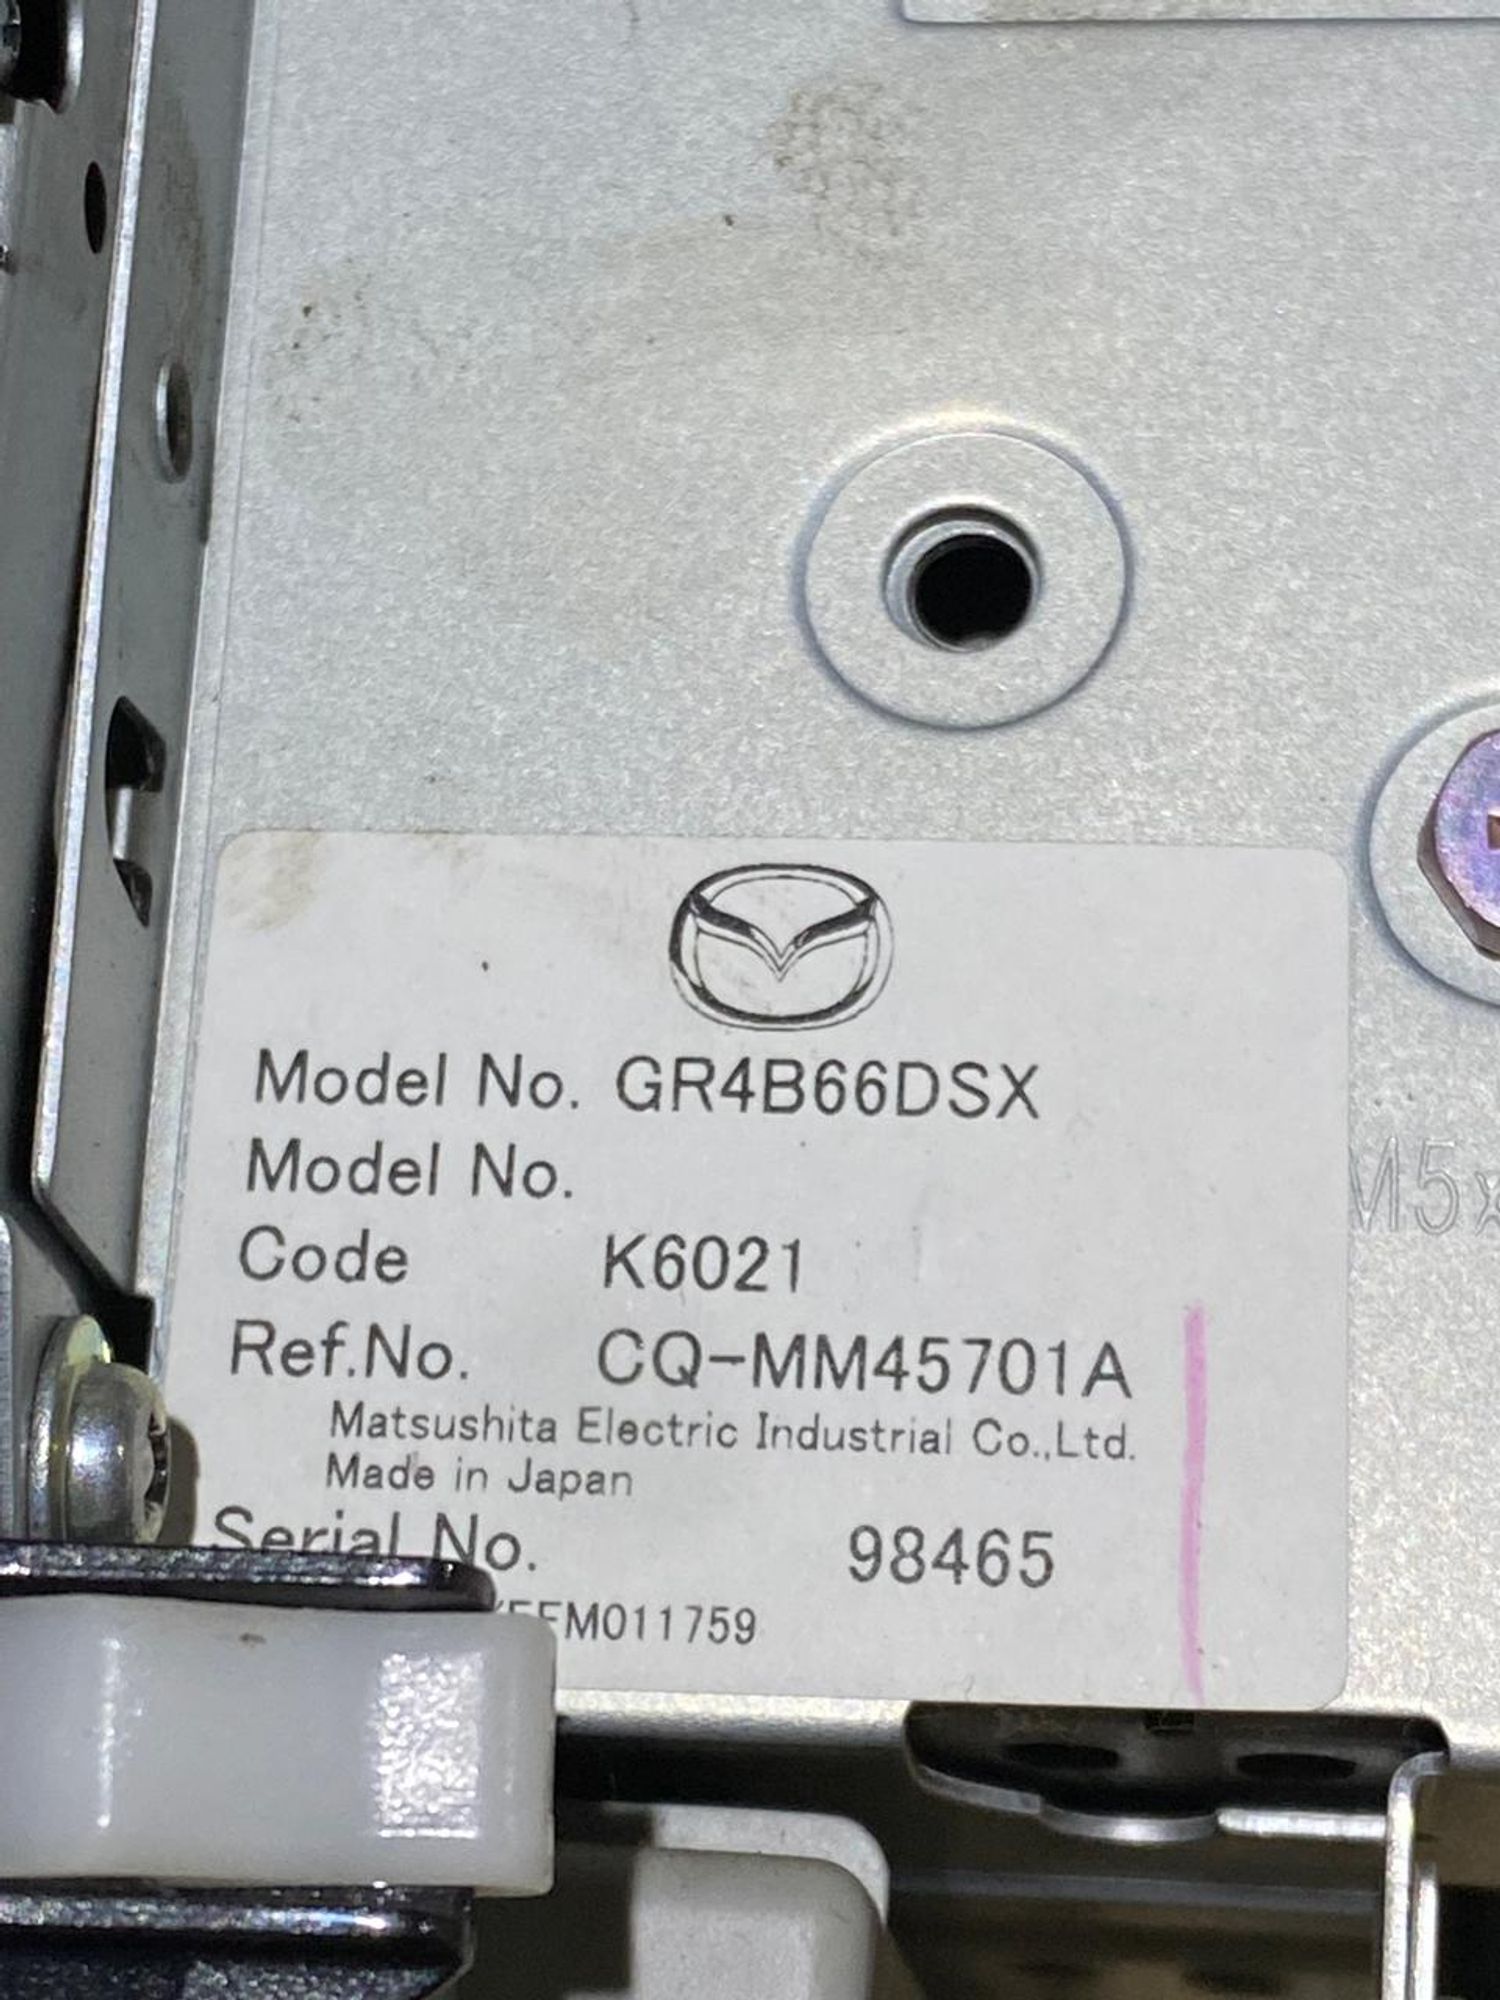 Model No. GR4B66DSX
Model No.
Code K6021
Ref.No. CQ-MM45701A
Matsushita Electric Industrial Co.,Ltd.
Made in Japan
Serial No. 98465
M011759
M5x